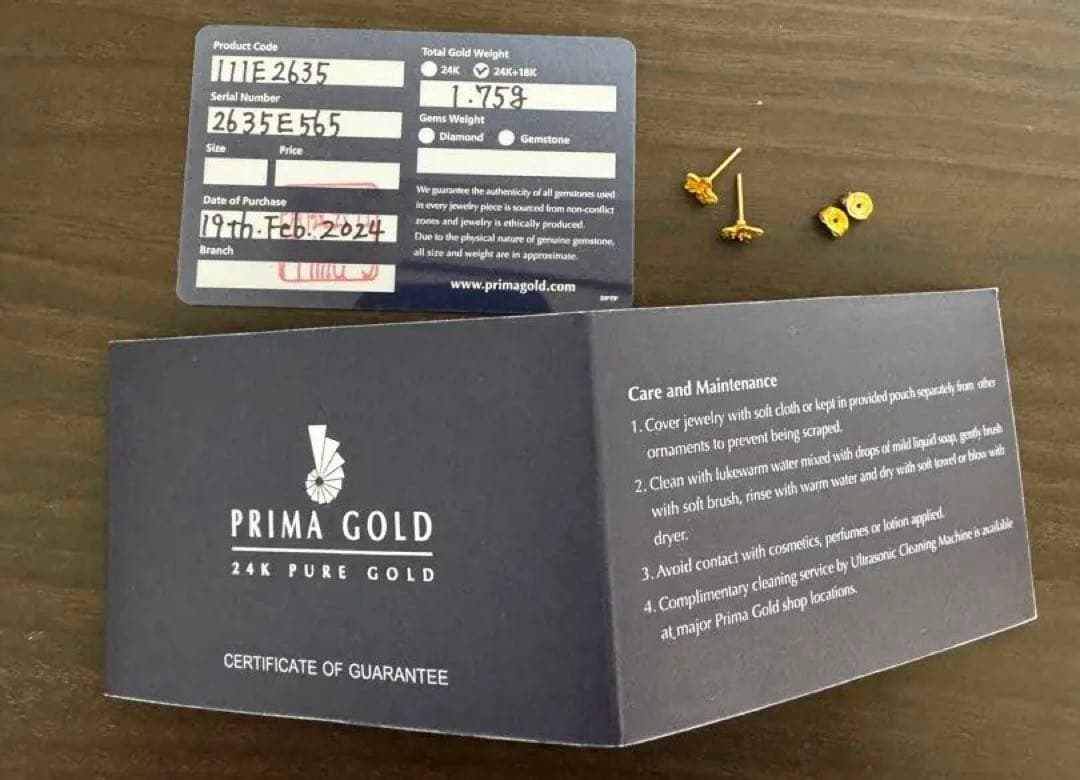 Product Code
111E2635
Serial Number
2635E565
Size Price
Date of Purchase
19th. Feb. 2024
Branch
Total Gold Weight
24K 24K+18K
1.75g
Gems Weight
Diamond Gemstone
We guarantee the authenticity of all gemstones used
in every jewelry piece is sourced from non-conflict
zones and jewelry is ethically produced.
Due to the physical nature of genuine gemstone,
all size and weight are in approximate.
www.primagold.com
PRIMA GOLD
24K PURE GOLD
CERTIFICATE OF GUARANTEE
Care and Maintenance
1. Cover jewelry with soft cloth or kept in provided pouch separately from other
ornaments to prevent being scraped.
2. Clean with lukewarm water mixed with drops of mild liquid soap, gently brush
with soft brush, rinse with warm water and dry with soft towel or blow with
dryer.
3. Avoid contact with cosmetics, perfumes or lotion applied.
4. Complimentary cleaning service by Ultrasonic Cleaning Machine is available
at major Prima Gold shop locations.